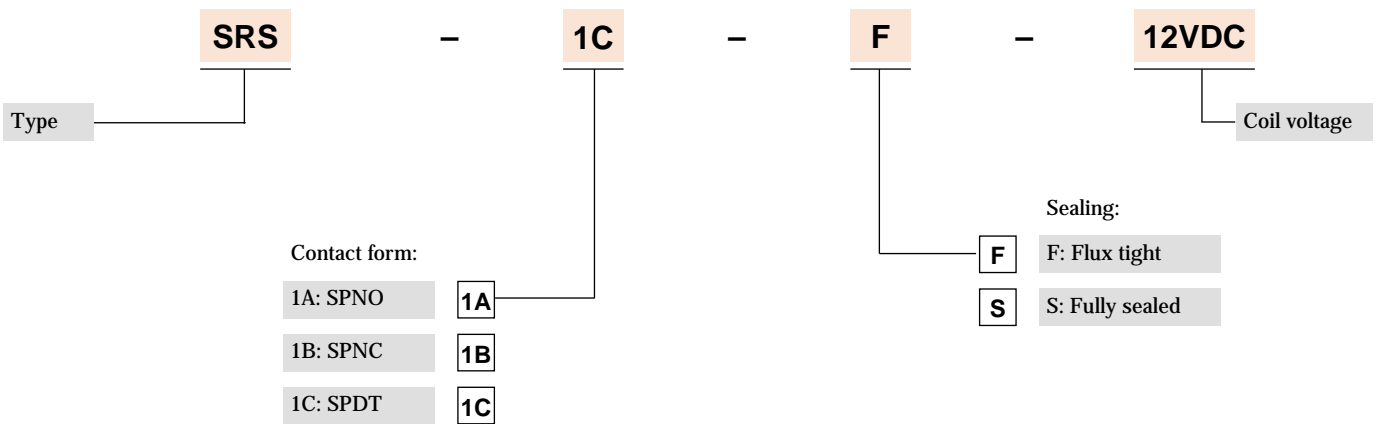 SRS – 1C – F – 12VDC
Type
Coil voltage
Contact form:
1A: SPNO 1A
1B: SPNC 1B
1C: SPDT 1C
Sealing:
F F: Flux tight
S S: Fully sealed